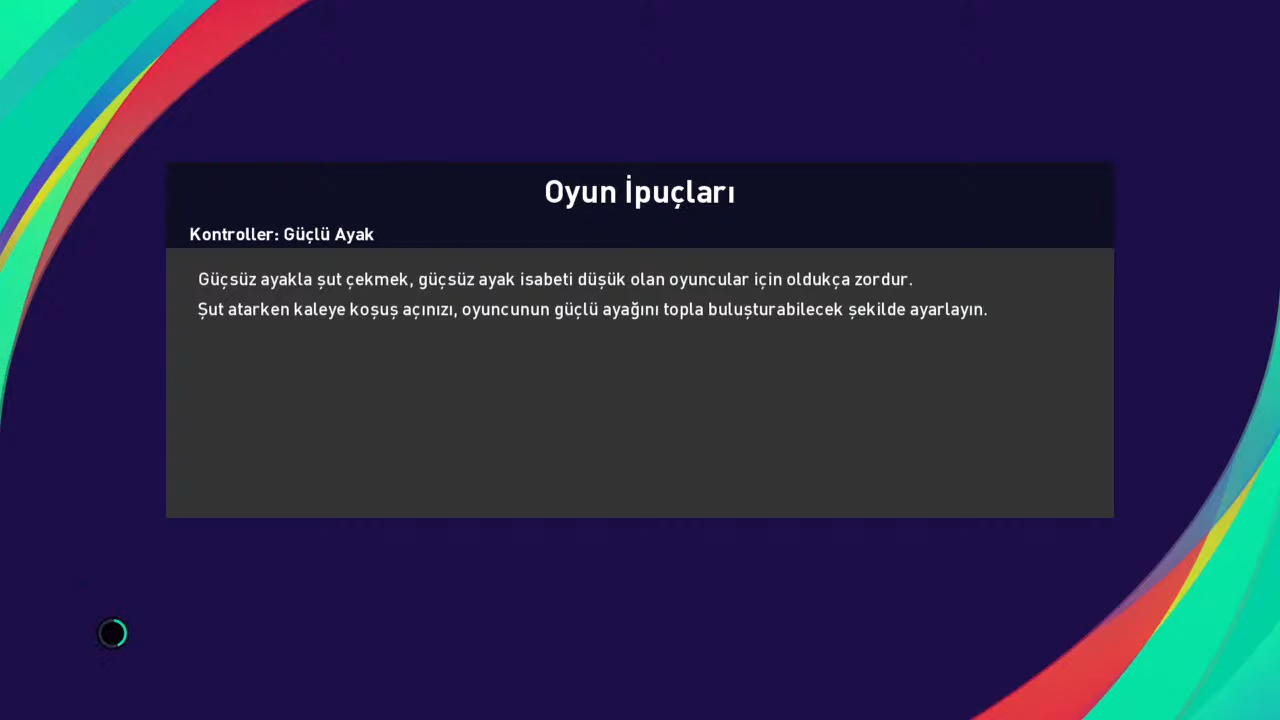 Oyun İpuçları
Kontroller: Güçlü Ayak
Güçsüz ayakla şut çekmek, güçsüz ayak isabeti düşük olan oyuncular için oldukça zordur.
Şut atarken kaleye koşuş açınızı, oyuncunun güçlü ayağını topla buluşturabilecek şekilde ayarlayın.